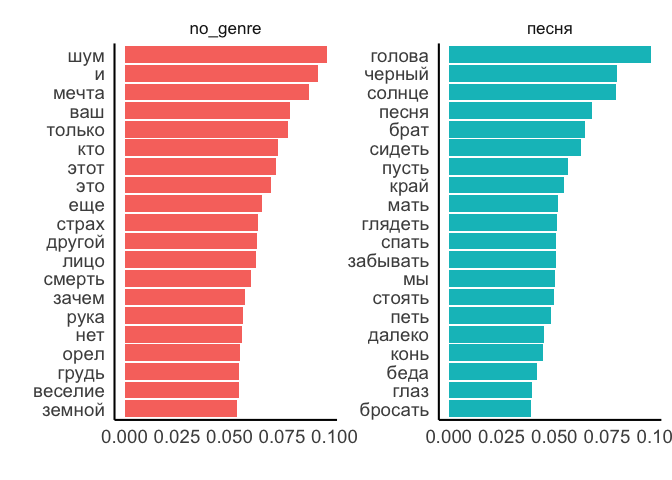 no_genre
шум
и
мечта
ваш
только
кто
этот
это
еще
страх
другой
лицо
смерть
зачем
рука
нет
орел
грудь
веселие
земной
0.000 0.025 0.050 0.075 0.100
песня
голова
черный
солнце
песня
брат
сидеть
пусть
край
мать
глядеть
спать
забывать
мы
стоять
петь
далеко
конь
беда
глаз
бросать
0.000 0.025 0.050 0.075 0.10